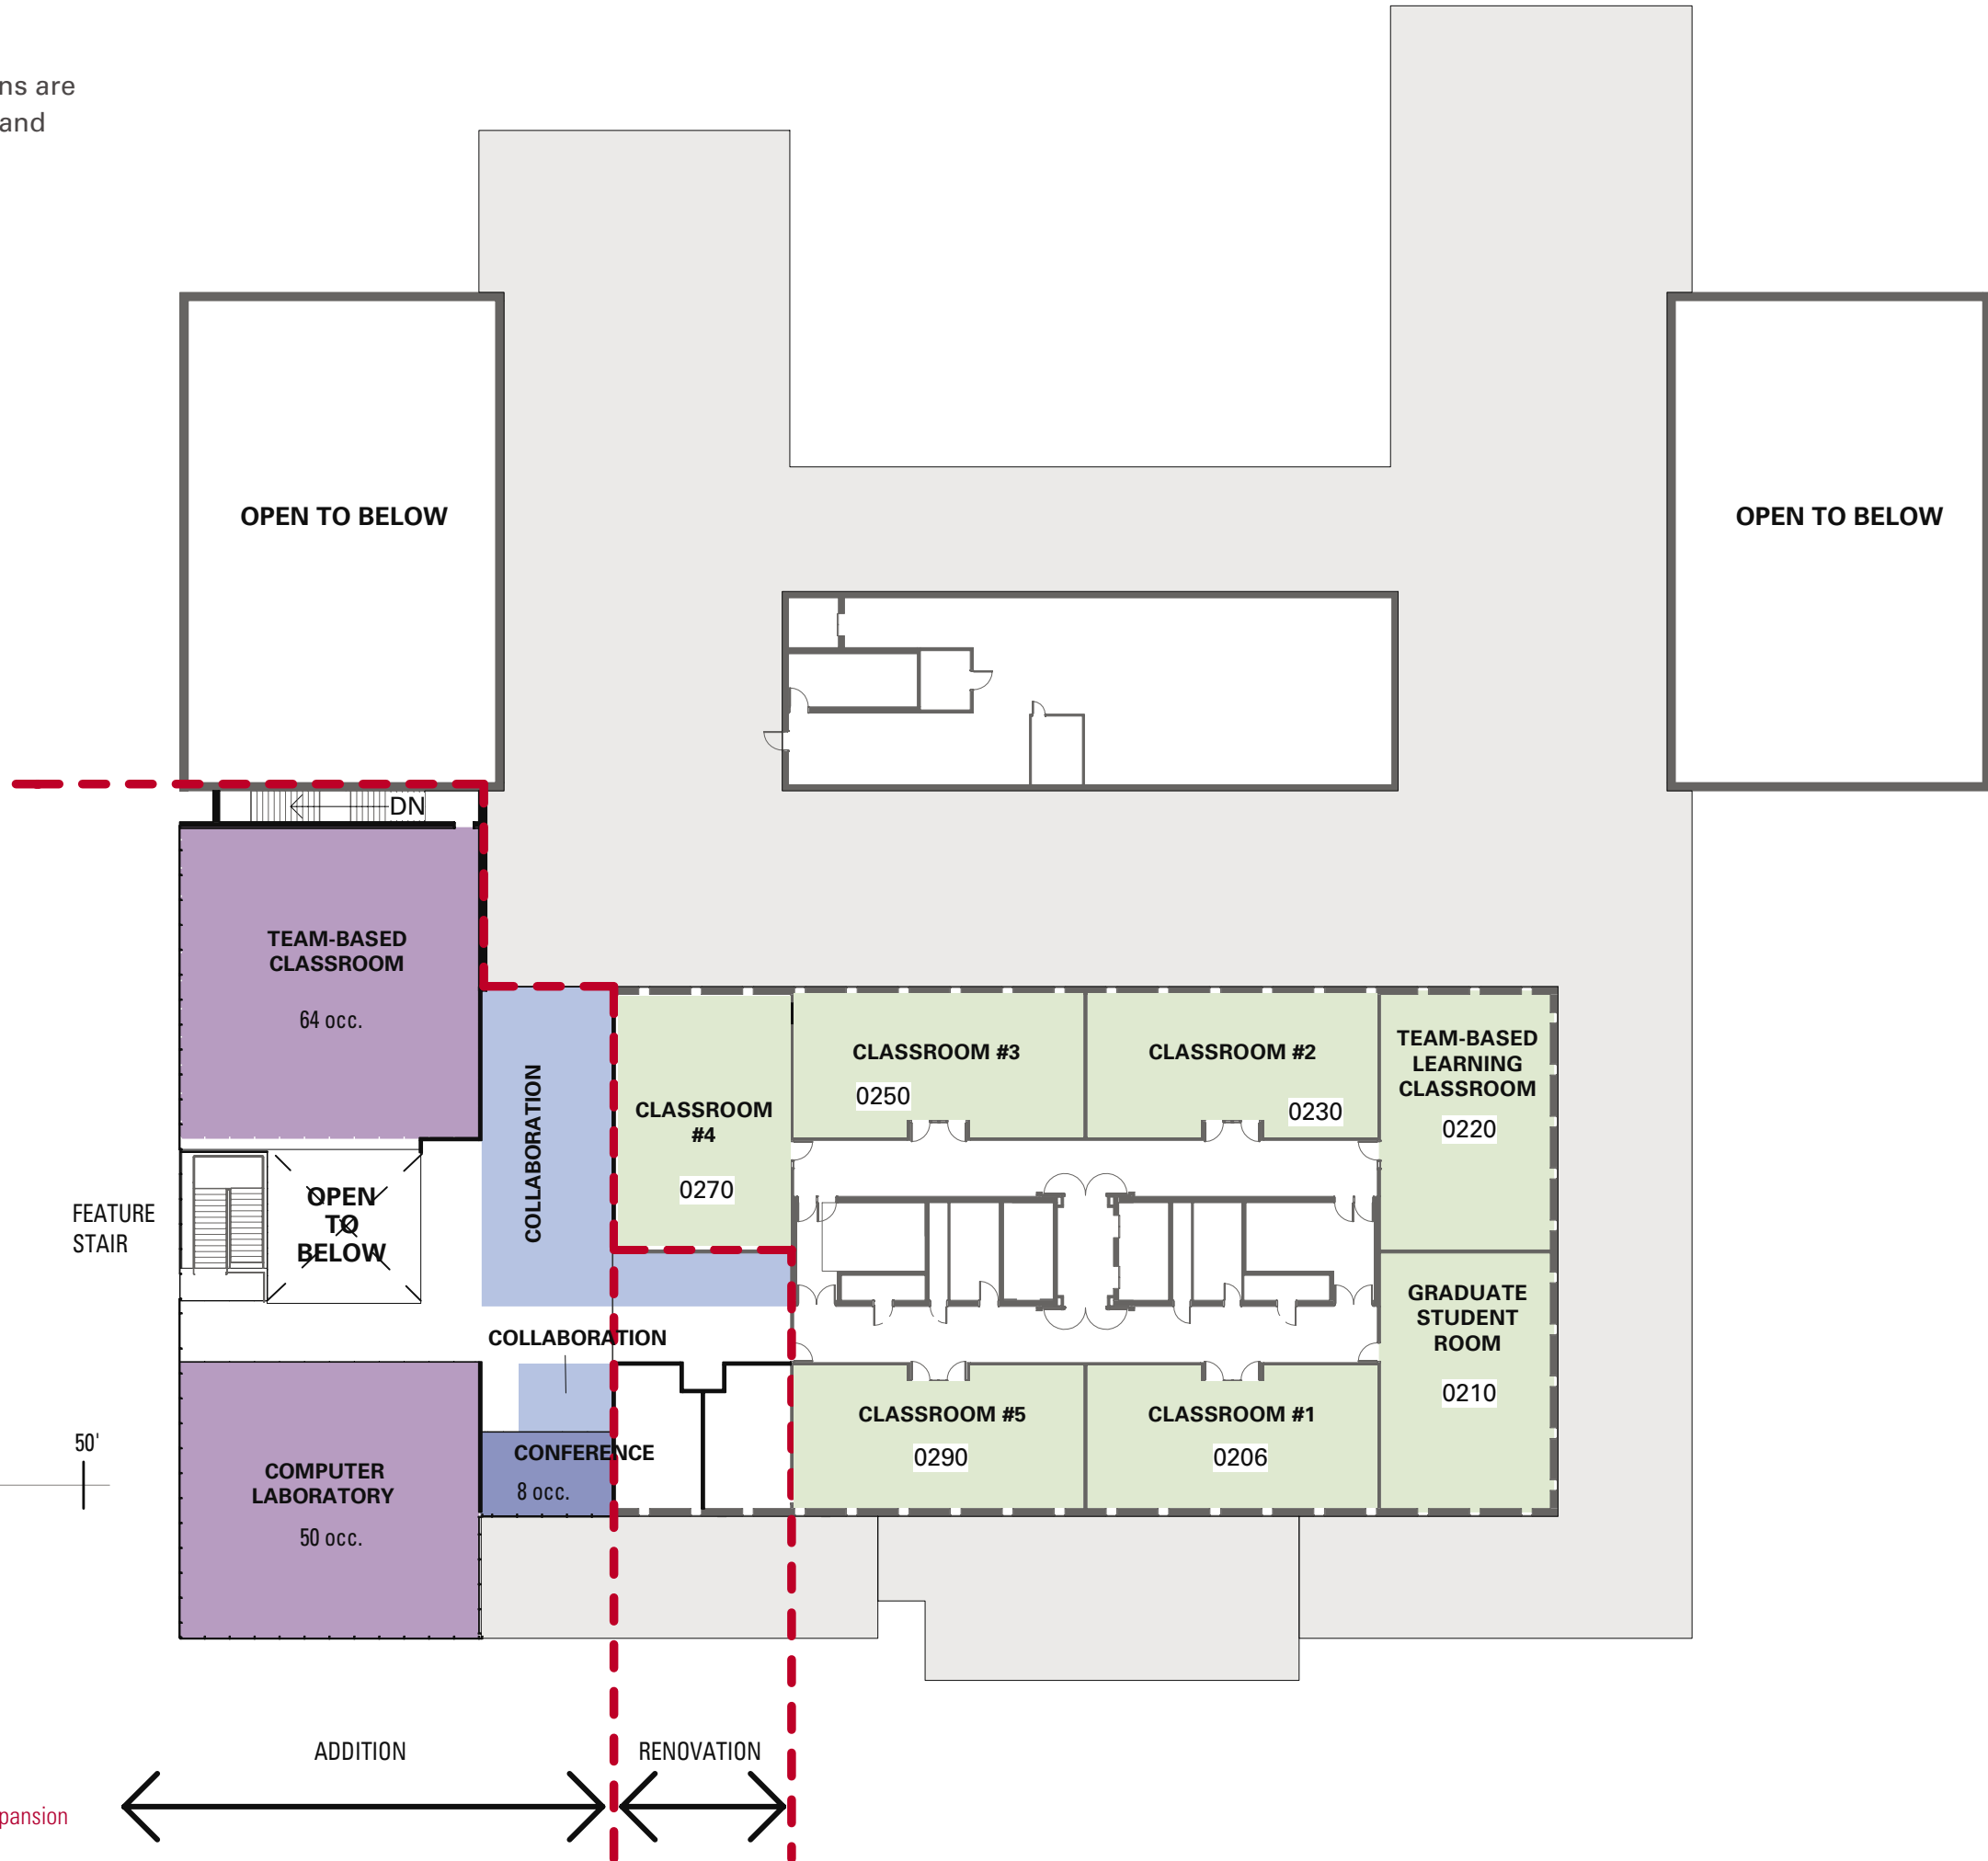 ns are
and
OPEN TO BELOW
OPEN TO BELOW
DN
TEAM-BASED
CLASSROOM
64 occ.
COLLABORATION
CLASSROOM
#4
0270
CLASSROOM #3
0250
CLASSROOM #2
0230
TEAM-BASED
LEARNING
CLASSROOM
0220
FEATURE
STAIR
OPEN
TO
BELOW
GRADUATE
STUDENT
ROOM
0210
COLLABORATION
CLASSROOM #5
0290
CLASSROOM #1
0206
50'
CONFERENCE
8 occ.
COMPUTER
LABORATORY
50 occ.
ADDITION
RENOVATION
pansion